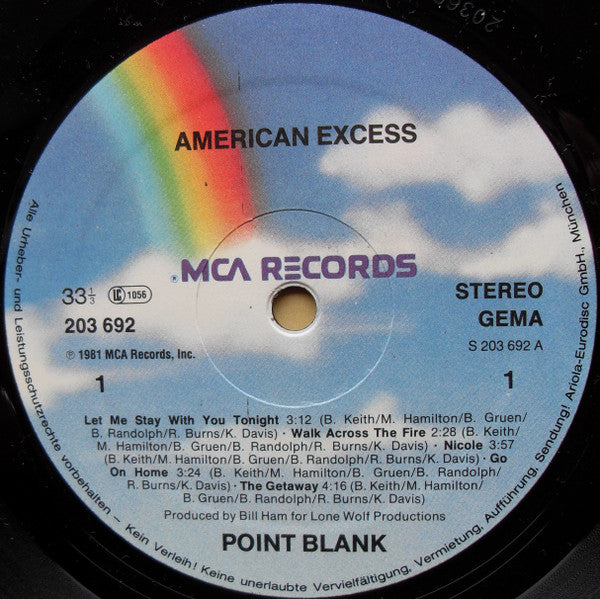 AMERICAN EXCESS
® MCA RECORDS
33⅓ LC 1056
STEREO
203 692
GEMA
℗ 1981 MCA Records, Inc.
S 203 692 A
1
1
Let Me Stay With You Tonight 3:12 (B. Keith/M. Hamilton/B. Gruen/
B. Randolph/R. Burns/K. Davis) · Walk Across The Fire 2:28 (B. Keith/
M. Hamilton/B. Gruen/B. Randolph/R. Burns/K. Davis) · Nicole 3:57
(B. Keith/M. Hamilton/B. Gruen/B. Randolph/R. Burns/K. Davis) · Go
On Home 3:24 (B. Keith/M. Hamilton/B. Gruen/B. Randolph/
R. Burns/K. Davis) · The Getaway 4:16 (B. Keith/M. Hamilton/
B. Gruen/B. Randolph/R. Burns/K. Davis)
Produced by Bill Ham for Lone Wolf Productions
POINT BLANK
Alle Urheber- und Leistungsschutzrechte vorbehalten – Kein Verleih! Keine unerlaubte Vervielfältigung, Vermietung, Aufführung, Sendung! Ariola-Eurodisc GmbH., München